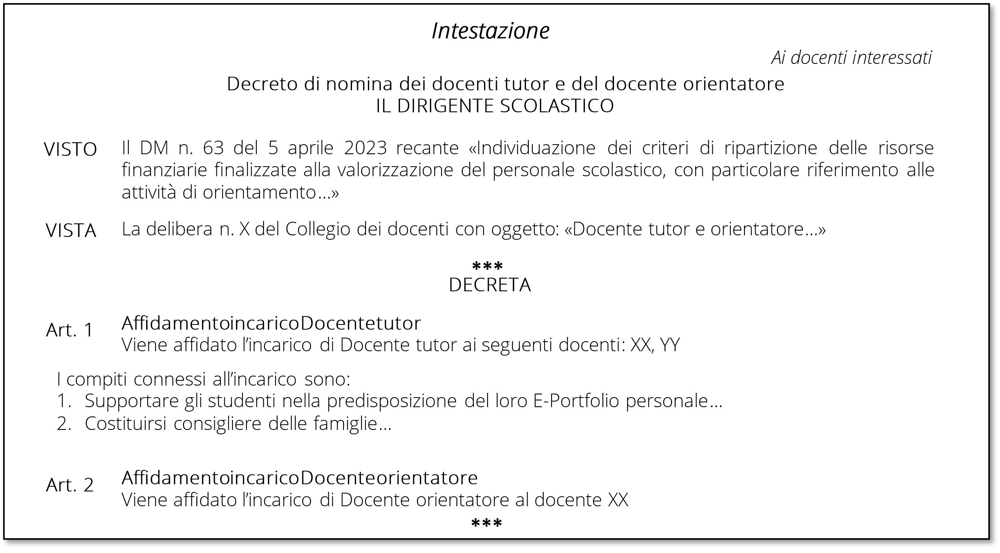 Intestazione
Ai docenti interessati
Decreto di nomina dei docenti tutor e del docente orientatore
IL DIRIGENTE SCOLASTICO
VISTO Il DM n. 63 del 5 aprile 2023 recante «Individuazione dei criteri di ripartizione delle risorse
finanziarie finalizzate alla valorizzazione del personale scolastico, con particolare riferimento alle
attività di orientamento…»
VISTA La delibera n. X del Collegio dei docenti con oggetto: «Docente tutor e orientatore…»
***
DECRETA
Art. 1 AffidamentoincaricoDocentetutor
Viene affidato l’incarico di Docente tutor ai seguenti docenti: XX, YY
I compiti connessi all’incarico sono:
1. Supportare gli studenti nella predisposizione del loro E-Portfolio personale…
2. Costituirsi consigliere delle famiglie…
Art. 2 AffidamentoincaricoDocenteorientatore
Viene affidato l’incarico di Docente orientatore al docente XX
***